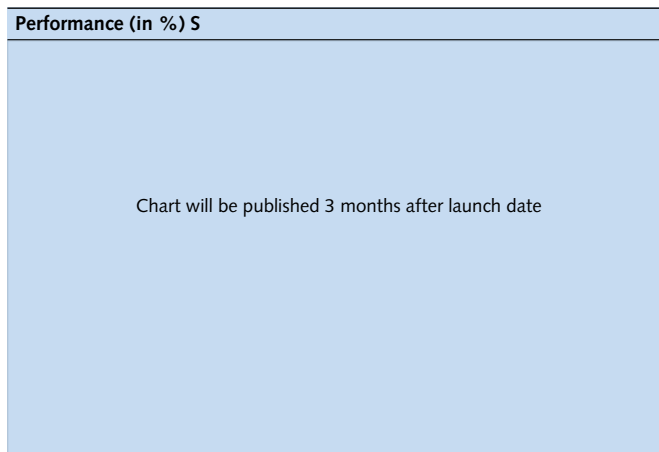 Performance (in %) S
Chart will be published 3 months after launch date